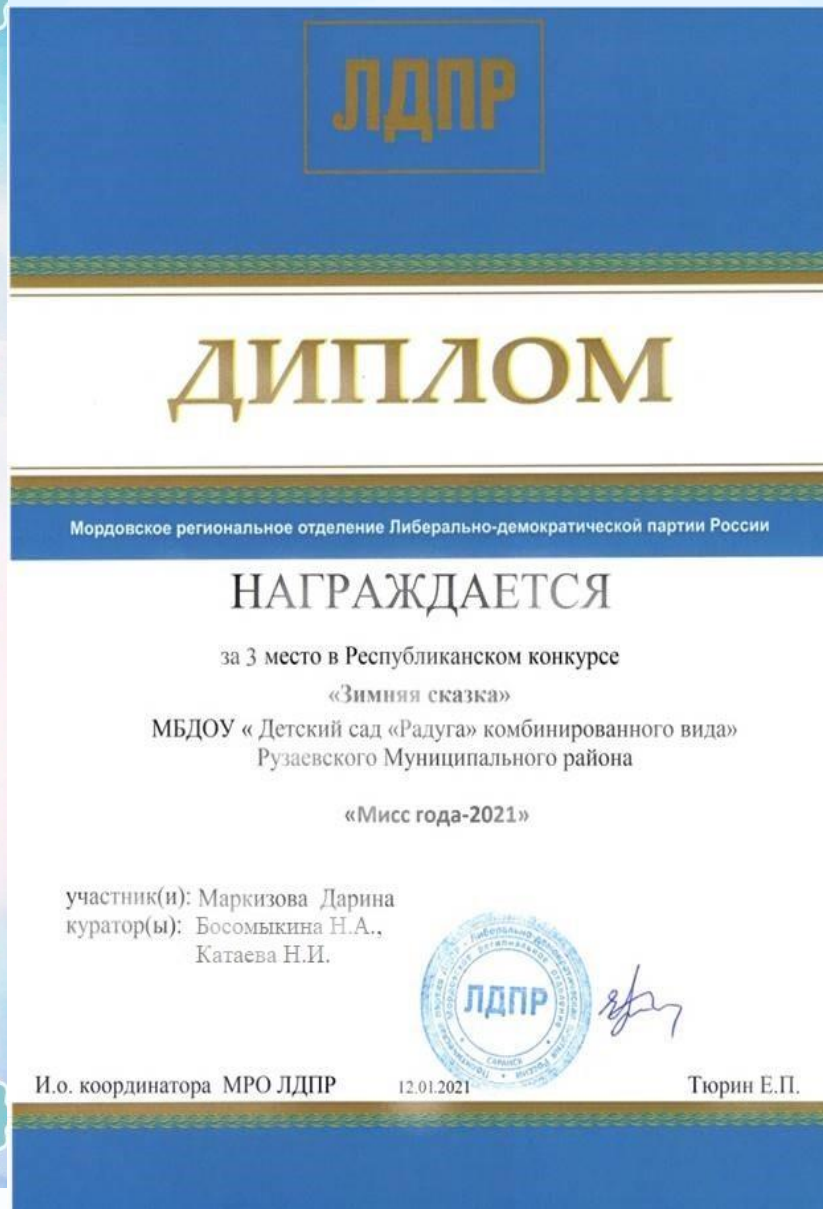 ЛДПР
ДИПЛОМ
Мордовское региональное отделение Либерально-демократической партии России
НАГРАЖДАЕТСЯ
за 3 место в Республиканском конкурсе
«Зимняя сказка»
МБДОУ « Детский сад «Радуга» комбинированного вида»
Рузаевского Муниципального района
«Мисс года-2021»
участник(и): Маркизова Дарина
куратор(ы): Босомыкина Н.А.,
Катаева Н.И.
ЛДПР
САРАНСК
И.о. координатора МРО ЛДПР 12.01.2021 Тюрин Е.П.